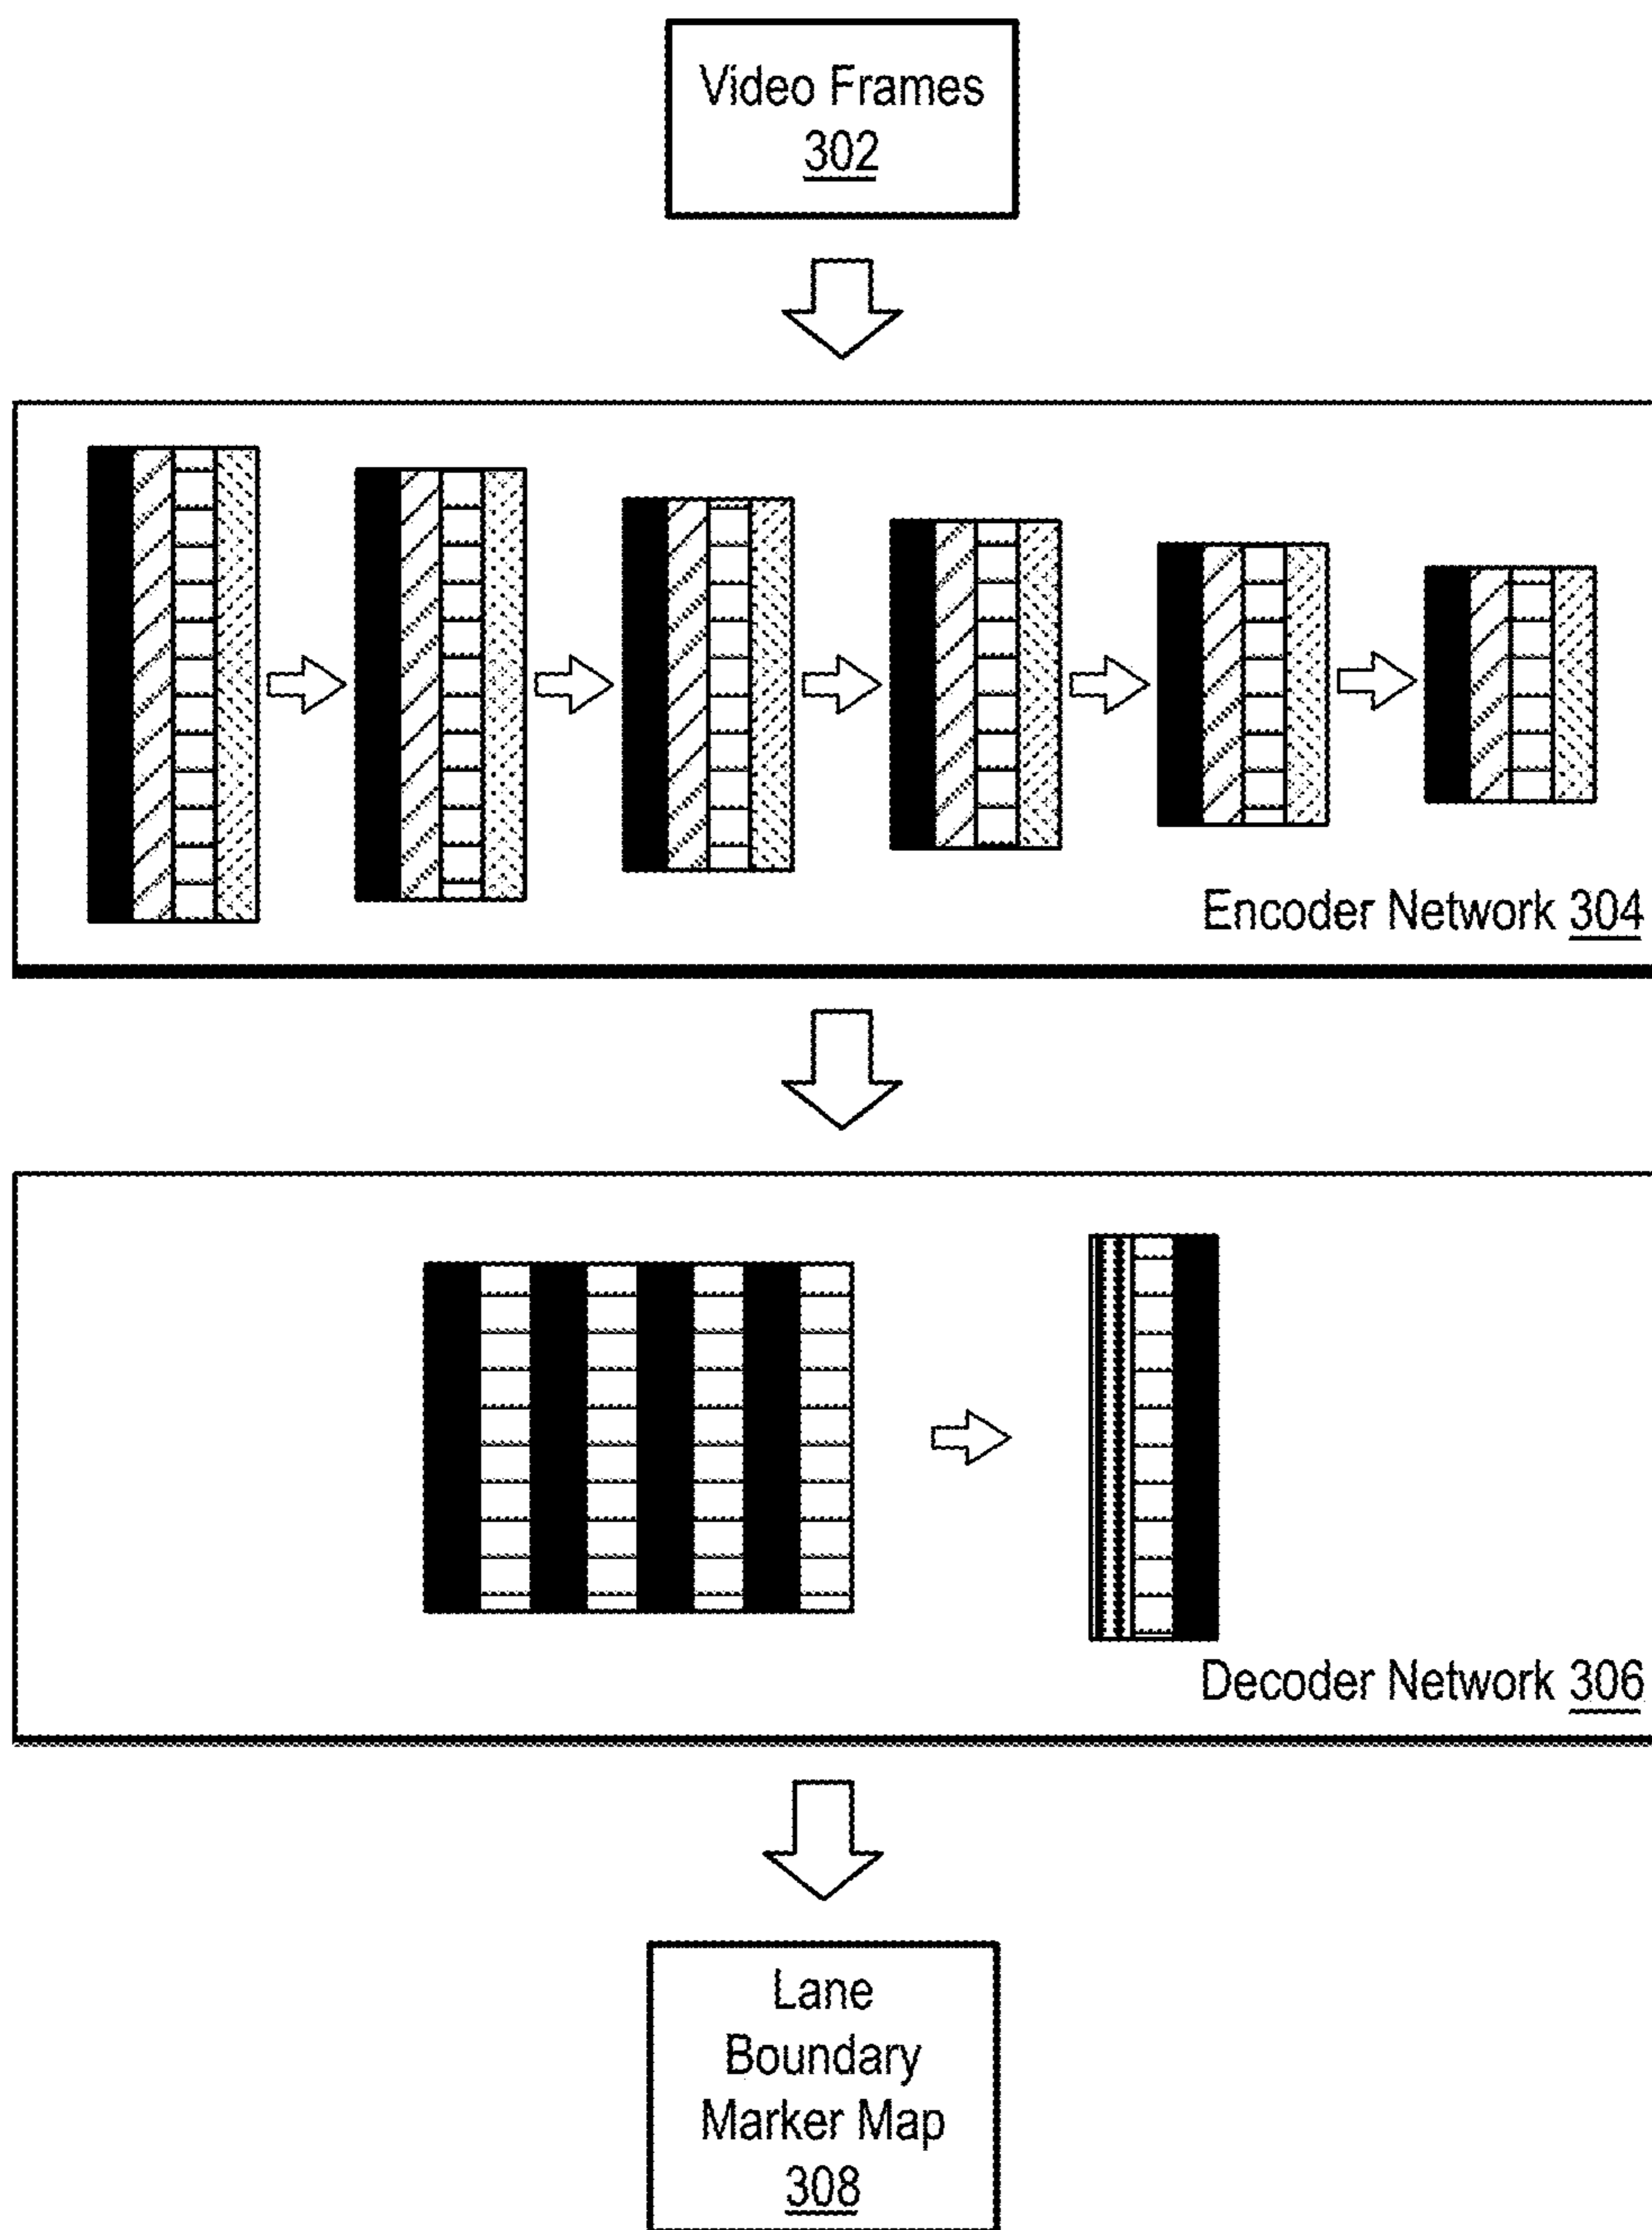 Video Frames
302
Encoder Network 304
Decoder Network 306
Lane
Boundary
Marker Map
308